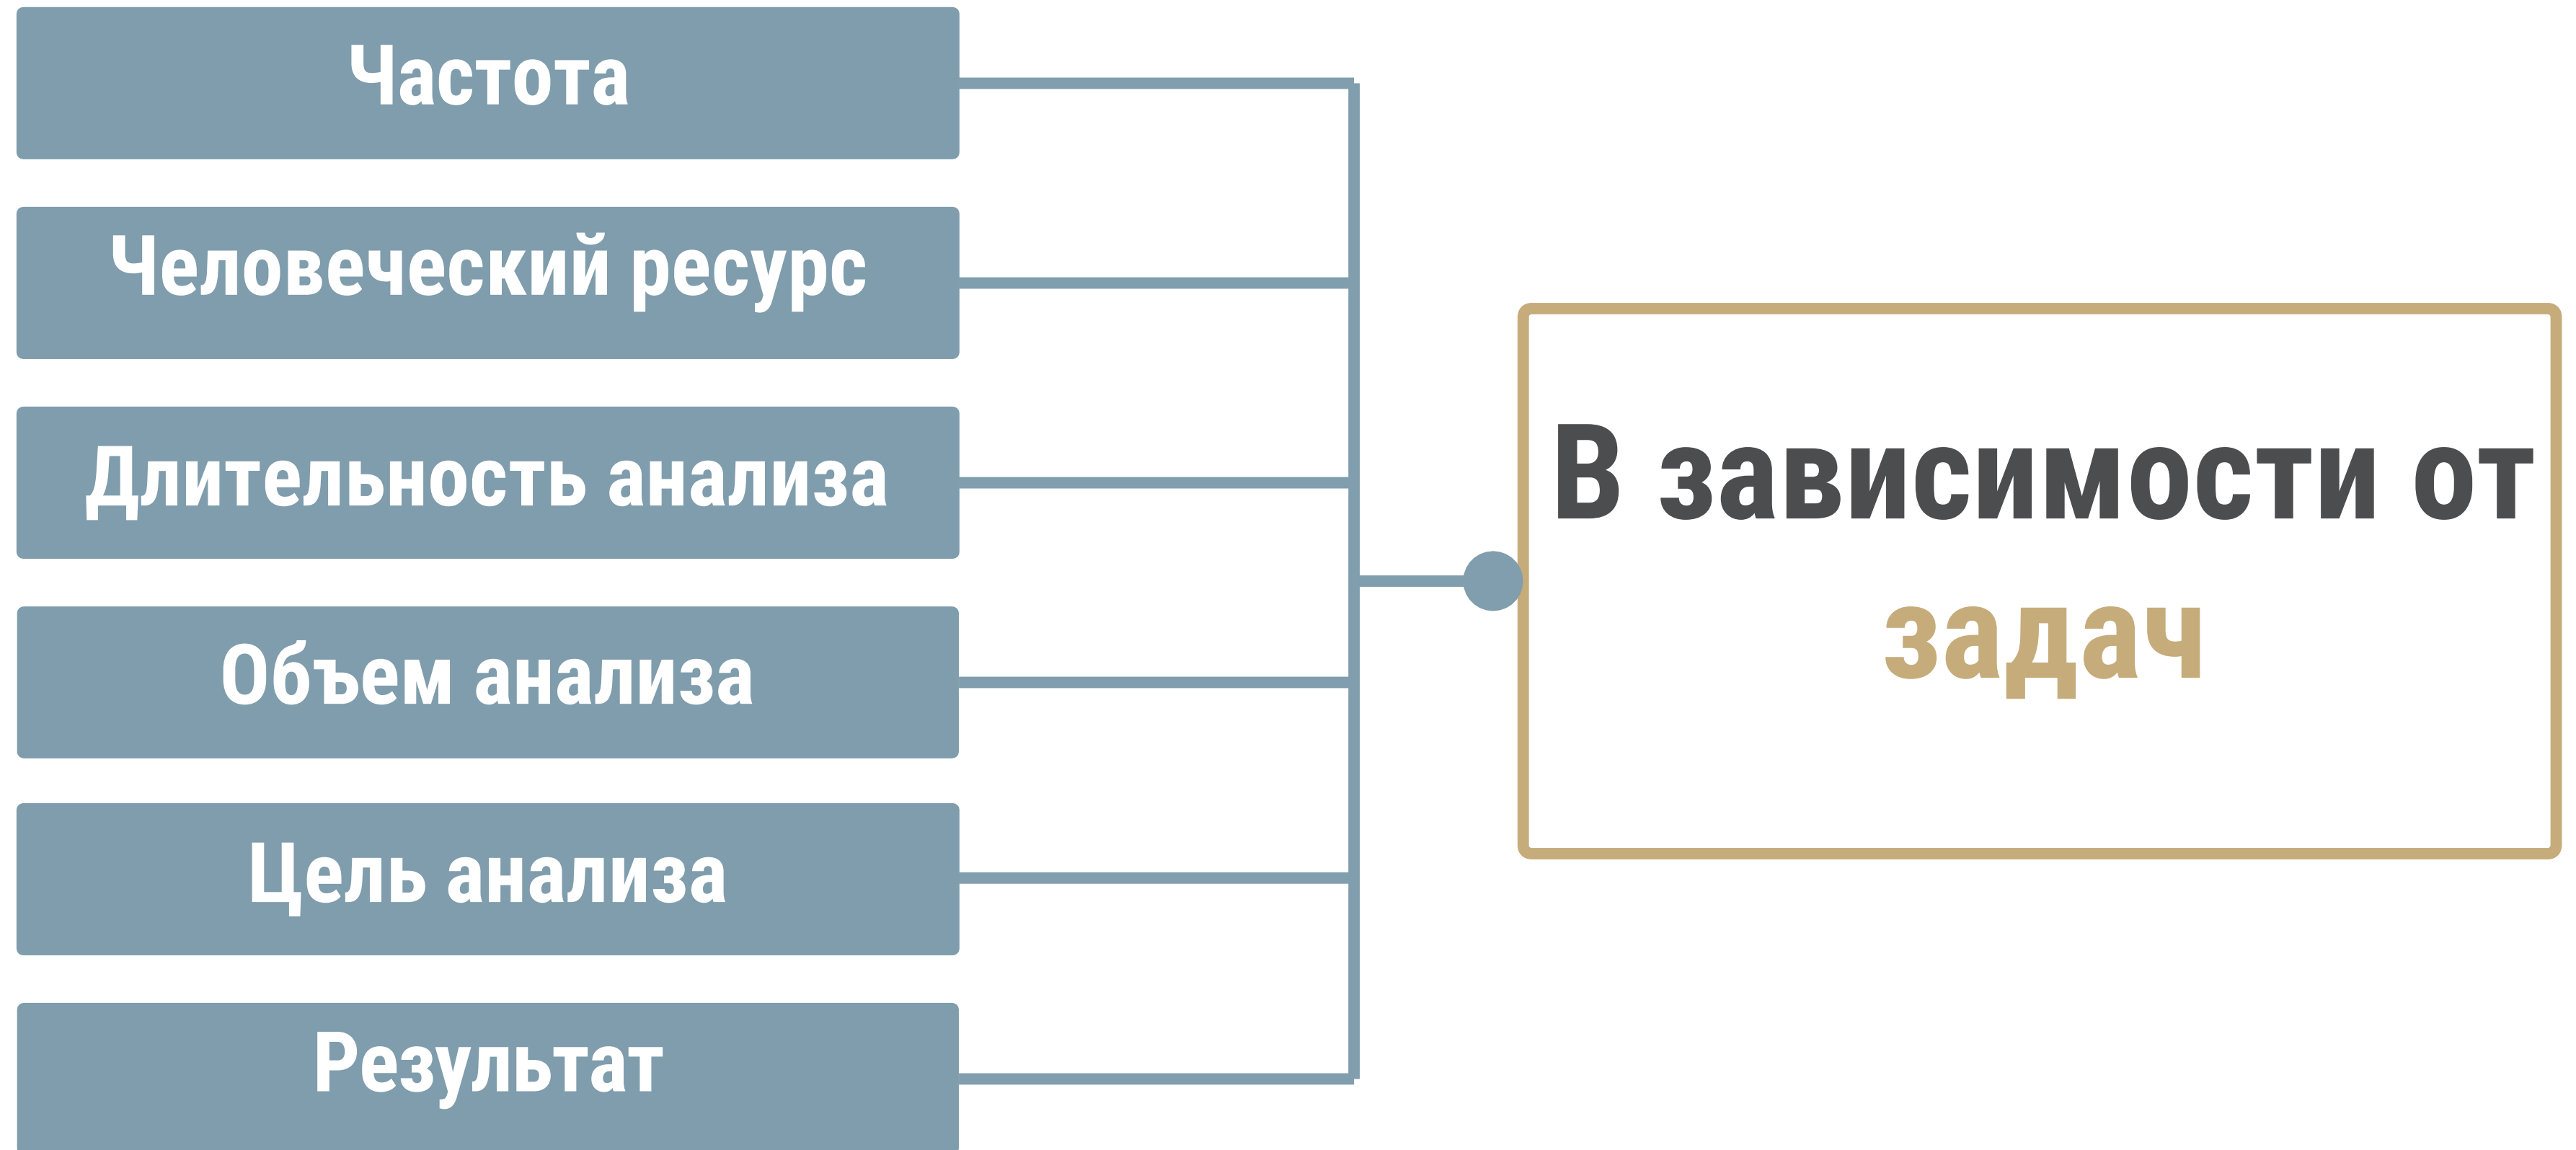 Частота
Человеческий ресурс
Длительность анализа
Объем анализа
Цель анализа
Результат
В зависимости от
задач